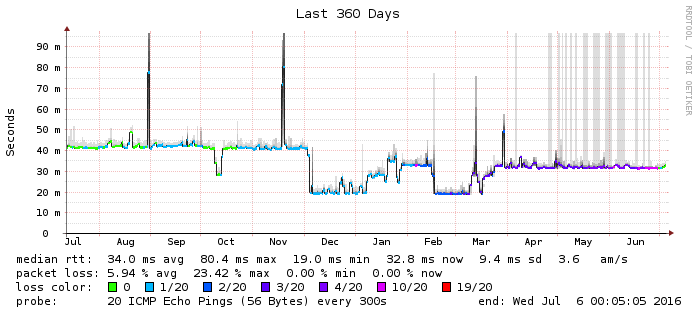 Last 360 Days
RRDTOOL / TOBI OETIKER
Seconds
90 m
80 m
70 m
60 m
50 m
40 m
30 m
20 m
10 m
0
Jul Aug Sep Oct Nov Dec Jan Feb Mar Apr May Jun
median rtt: 34.0 ms avg 80.4 ms max 19.0 ms min 32.8 ms now 9.4 ms sd 3.6 am/s
packet loss: 5.94 % avg 23.42 % max 0.00 % min 0.00 % now
loss color: 0 1/20 2/20 3/20 4/20 10/20 19/20
probe: 20 ICMP Echo Pings (56 Bytes) every 300s end: Wed Jul 6 00:05:05 2016